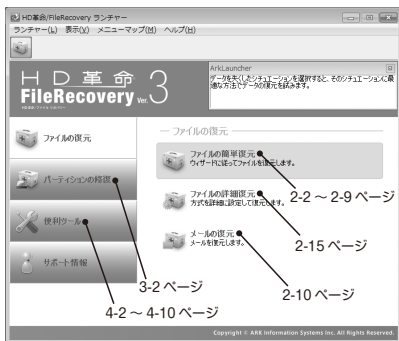 HD革命/FileRecovery ランチャー
ランチャー(L) 表示(V) メニューマップ(M) ヘルプ(H)
HD革命
FileRecovery Ver.3
ArkLauncher
データを失くしたシチュエーションを選択すると、そのシチュエーションに最
適な方法でデータの復元を試みます。
ファイルの復元
パーティションの修復
便利ツール
サポート情報
ファイルの復元
ファイルの簡単復元
ウィザードに従ってファイルを復元します。
2-2 ～ 2-9 ページ
ファイルの詳細復元
方式を詳細に設定して復元します。
2-15 ページ
メールの復元
メールを復元します。
2-10 ページ
3-2 ページ
4-2 ～ 4-10 ページ
Copyright © ARK Information Systems Inc. All Rights Reserved.